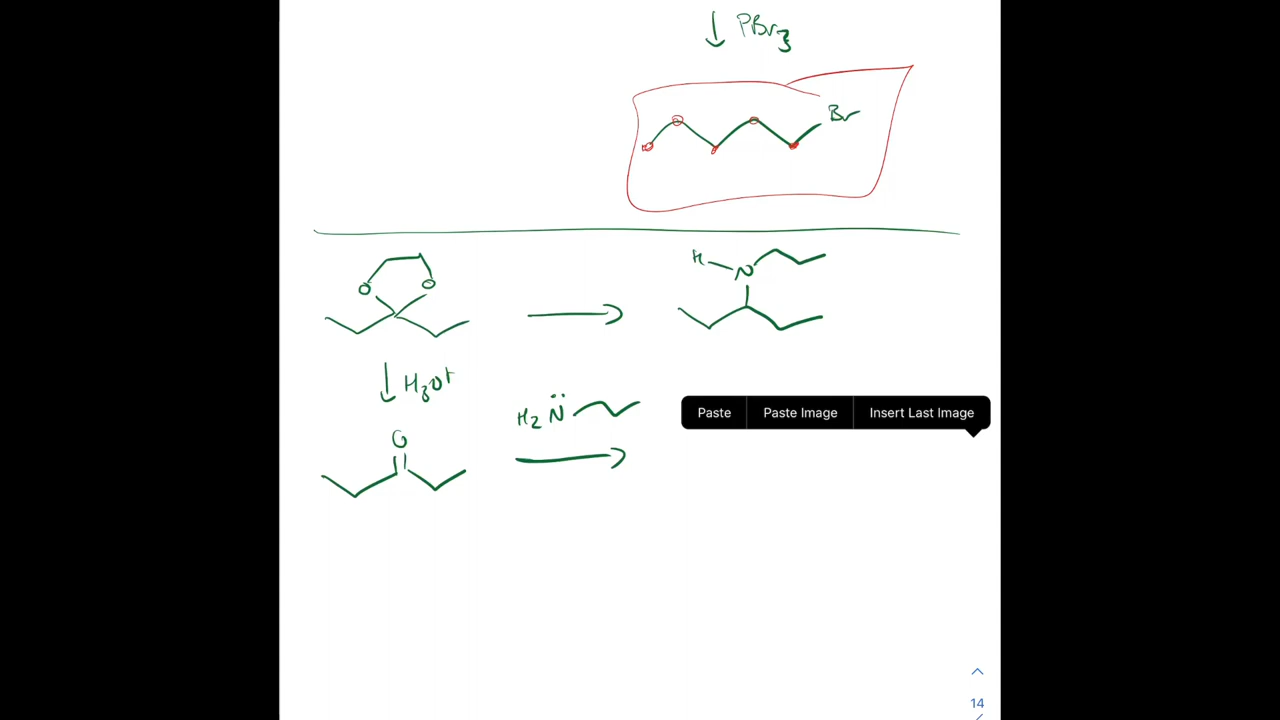 ↓ PBr3
Br
O O
H N
↓ H3O+
H2N̈
Paste Paste Image Insert Last Image
O
14